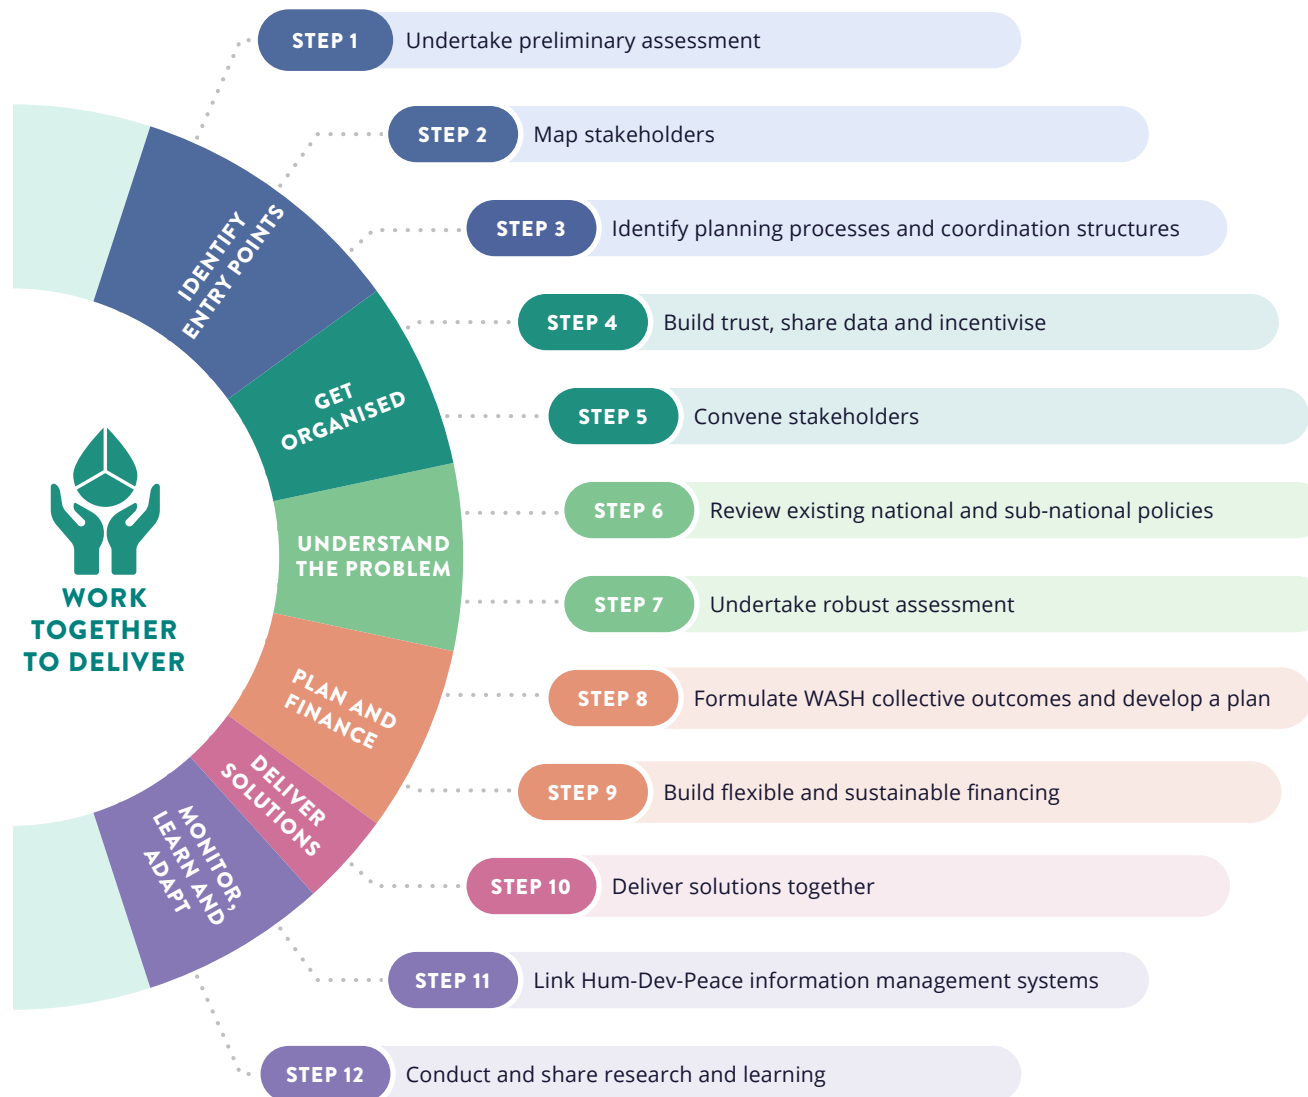 STEP 1
Undertake preliminary assessment
STEP 2
Map stakeholders
STEP 3
Identify planning processes and coordination structures
STEP 4
Build trust, share data and incentivise
STEP 5
Convene stakeholders
STEP 6
Review existing national and sub-national policies
STEP 7
Undertake robust assessment
STEP 8
Formulate WASH collective outcomes and develop a plan
STEP 9
Build flexible and sustainable financing
STEP 10
Deliver solutions together
STEP 11
Link Hum-Dev-Peace information management systems
STEP 12
Conduct and share research and learning
IDENTIFY
ENTRY POINTS
GET
ORGANISED
UNDERSTAND
THE PROBLEM
PLAN AND
FINANCE
DELIVER
SOLUTIONS
MONITOR,
LEARN AND
ADAPT
WORK
TOGETHER
TO DELIVER